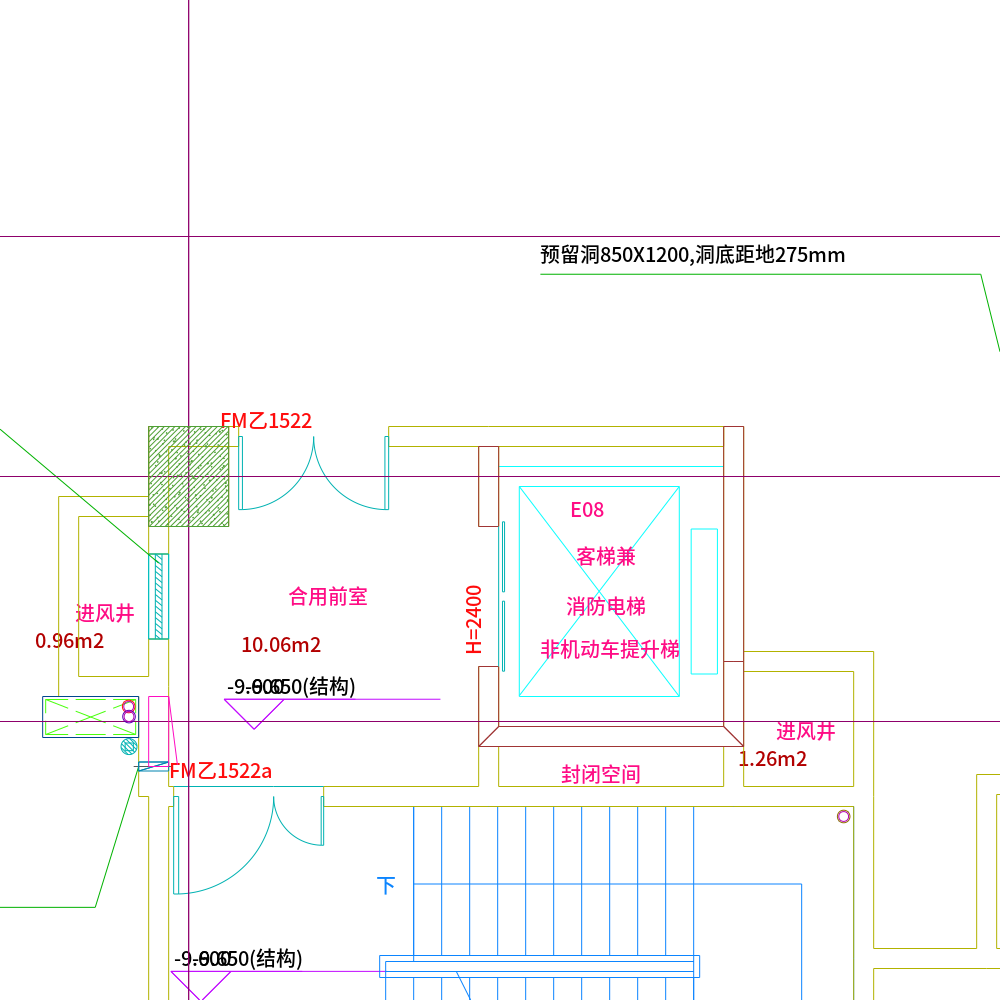 预留洞850X1200,洞底距地275mm
FM乙1522
E08
客梯兼
合用前室
消防电梯
进风井
H=2400
0.96m2
10.06m2
非机动车提升梯
-9.600
-9.650(结构)
进风井
1.26m2
FM乙1522a
封闭空间
下
-9.600
-9.650(结构)